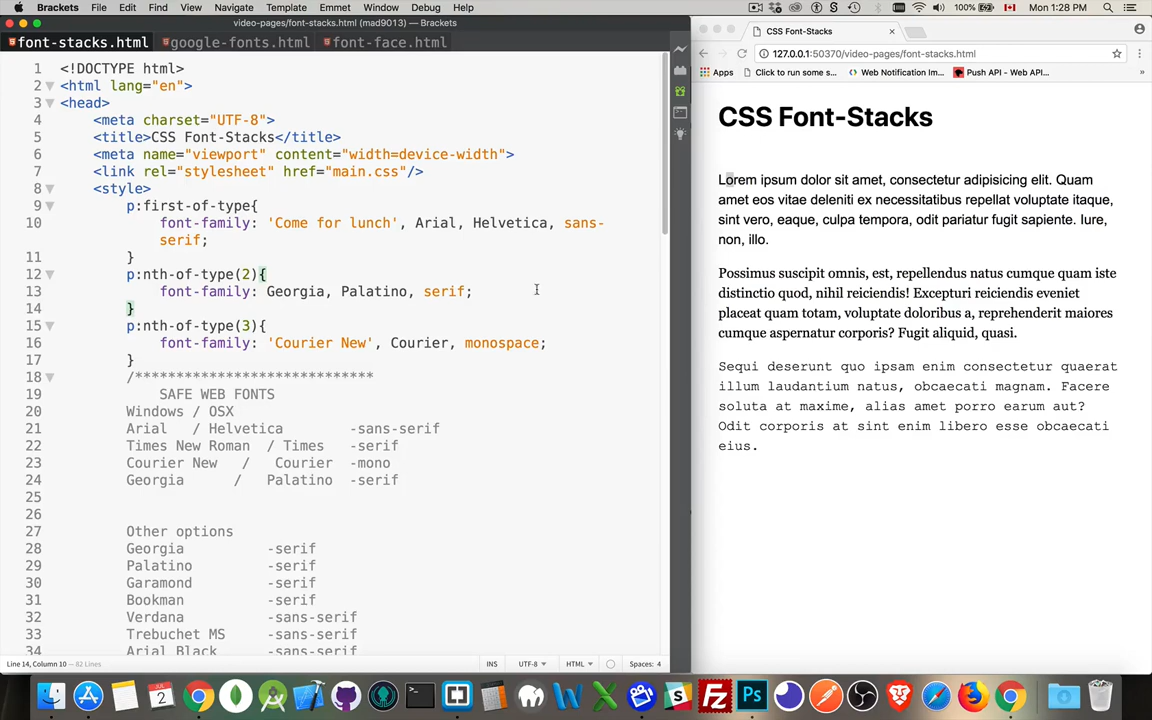 Brackets File Edit Find View Navigate Template Emmet Window Debug Help 100% Mon 1:28 PM
font-stacks.html (mad9013) — Brackets
font-stacks.html google-fonts.html font-face.html
1 <!DOCTYPE html>
2 <html lang="en">
3 <head>
4 <meta charset="UTF-8">
5 <title>CSS Font-Stacks</title>
6 <meta name="viewport" content="width=device-width">
7 <link rel="stylesheet" href="main.css"/>
8 <style>
9 p:first-of-type{
10 font-family: 'Come for lunch', Arial, Helvetica, sans-
serif;
11 }
12 p:nth-of-type(2){
13 font-family: Georgia, Palatino, serif;
14 }
15 p:nth-of-type(3){
16 font-family: 'Courier New', Courier, monospace;
17 }
18 /****************************
19 SAFE WEB FONTS
20 Windows / OSX
21 Arial / Helvetica -sans-serif
22 Times New Roman / Times -serif
23 Courier New / Courier -mono
24 Georgia / Palatino -serif
25
26
27 Other options
28 Georgia -serif
29 Palatino -serif
30 Garamond -serif
31 Bookman -serif
32 Verdana -sans-serif
33 Trebuchet MS -sans-serif
34 Arial Black -sans-serif
Line 14, Column 10 — 82 Lines INS UTF-8 HTML Spaces: 4
CSS Font-Stacks
127.0.0.1:50370/video-pages/font-stacks.html
Apps Click to run some s... Web Notification Im... Push API - Web API... »
CSS Font-Stacks
Lorem ipsum dolor sit amet, consectetur adipisicing elit. Quam
amet eos vitae deleniti ex necessitatibus repellat voluptate itaque,
sint vero, eaque, culpa tempora, odit pariatur fugit sapiente. Iure,
non, illo.
Possimus suscipit omnis, est, repellendus natus cumque quam iste
distinctio quod, nihil reiciendis! Excepturi reiciendis eveniet
placeat quam totam, voluptate doloribus a, reprehenderit maiores
cumque aspernatur corporis? Fugit aliquid, quasi.
Sequi deserunt quo ipsam enim consectetur quaerat
illum laudantium natus, obcaecati magnam. Facere
soluta at maxime, alias amet porro earum aut?
Odit corporis at sint enim libero esse obcaecati
eius.